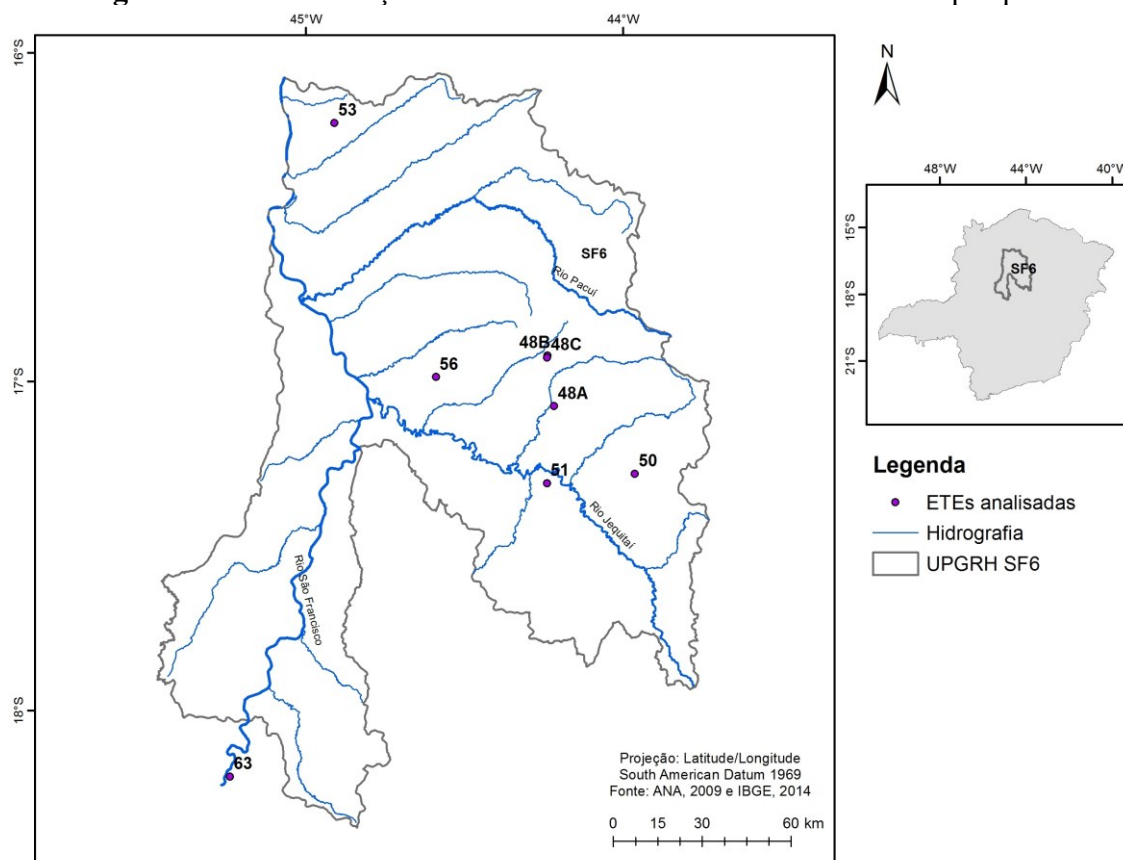 45°W
44°W
16°S
17°S
18°S
53
SF6
Rio Pacuí
48B 48C
56
48A
51
50
Rio Jequitaí
Rio São Francisco
63
Projeção: Latitude/Longitude
South American Datum 1969
Fonte: ANA, 2009 e IBGE, 2014
0 15 30 60 km
N
48°W 44°W 40°W
15°S
18°S
21°S
SF6
Legenda
ETEs analisadas
Hidrografia
UPGRH SF6